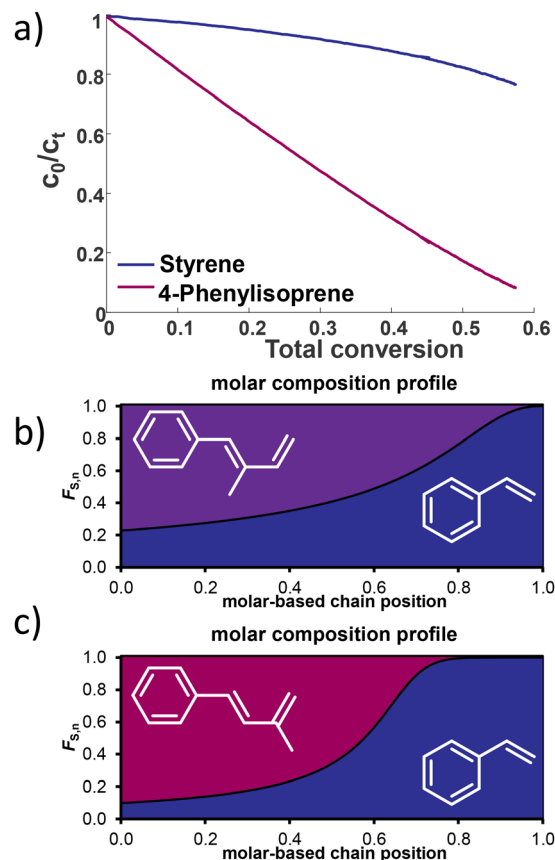 a)
1
0.8
0.6
0.4
0.2
0
c0/ct
Styrene
4-Phenylisoprene
0 0.1 0.2 0.3 0.4 0.5 0.6
Total conversion
b)
molar composition profile
1.0
0.8
0.6
0.4
0.2
0.0
FS,n
0.0 0.2 0.4 0.6 0.8 1.0
molar-based chain position
c)
molar composition profile
1.0
0.8
0.6
0.4
0.2
0.0
FS,n
0.0 0.2 0.4 0.6 0.8 1.0
molar-based chain position